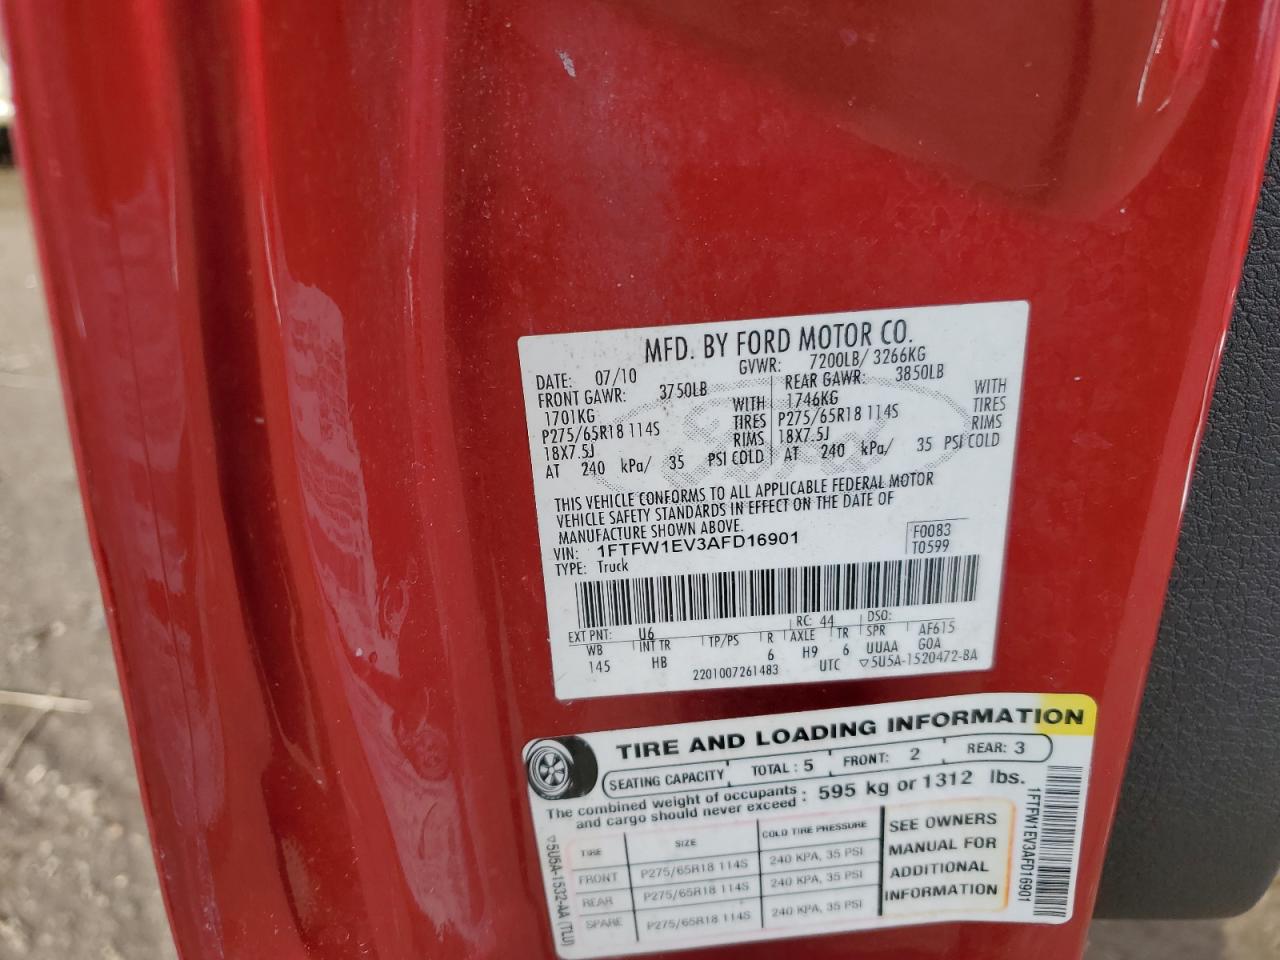 MFD. BY FORD MOTOR CO.
DATE: 07/10 GVWR: 7200LB/ 3266KG
FRONT GAWR: 3750LB REAR GAWR: 3850LB
1701KG WITH 1746KG WITH
P275/65R18 114S TIRES P275/65R18 114S TIRES
18X7.5J RIMS 18X7.5J RIMS
AT 240 kPa/ 35 PSI COLD AT 240 kPa/ 35 PSI COLD
THIS VEHICLE CONFORMS TO ALL APPLICABLE FEDERAL MOTOR
VEHICLE SAFETY STANDARDS IN EFFECT ON THE DATE OF
MANUFACTURE SHOWN ABOVE.
VIN: 1FTFW1EV3AFD16901 F0083
TYPE: Truck T0599
EXT PNT: U6 RC: 44 DSO:
WB INT TR TP/PS R AXLE TR SPR AF615
145 HB 6 H9 6 UUAA GOA
2201007261483 UTC ▽5U5A-1520472-BA
TIRE AND LOADING INFORMATION
SEATING CAPACITY TOTAL: 5 FRONT: 2 REAR: 3
The combined weight of occupants and cargo should never exceed: 595 kg or 1312 lbs.
TIRE SIZE COLD TIRE PRESSURE
FRONT P275/65R18 114S 240 KPA, 35 PSI
REAR P275/65R18 114S 240 KPA, 35 PSI
SPARE P275/65R18 114S 240 KPA, 35 PSI
SEE OWNERS
MANUAL FOR
ADDITIONAL
INFORMATION
▽5U5A-1532-AA (TLU)
1FTFW1EV3AFD16901